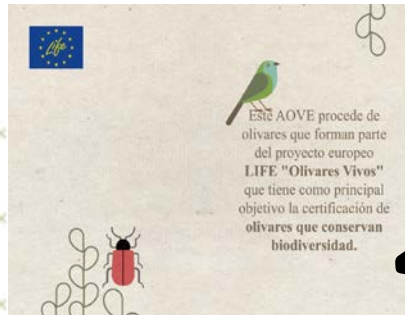 Life
Este AOVE procede de
olivares que forman parte
del proyecto europeo
LIFE "Olivares Vivos"
que tiene como principal
objetivo la certificación de
olivares que conservan
biodiversidad.